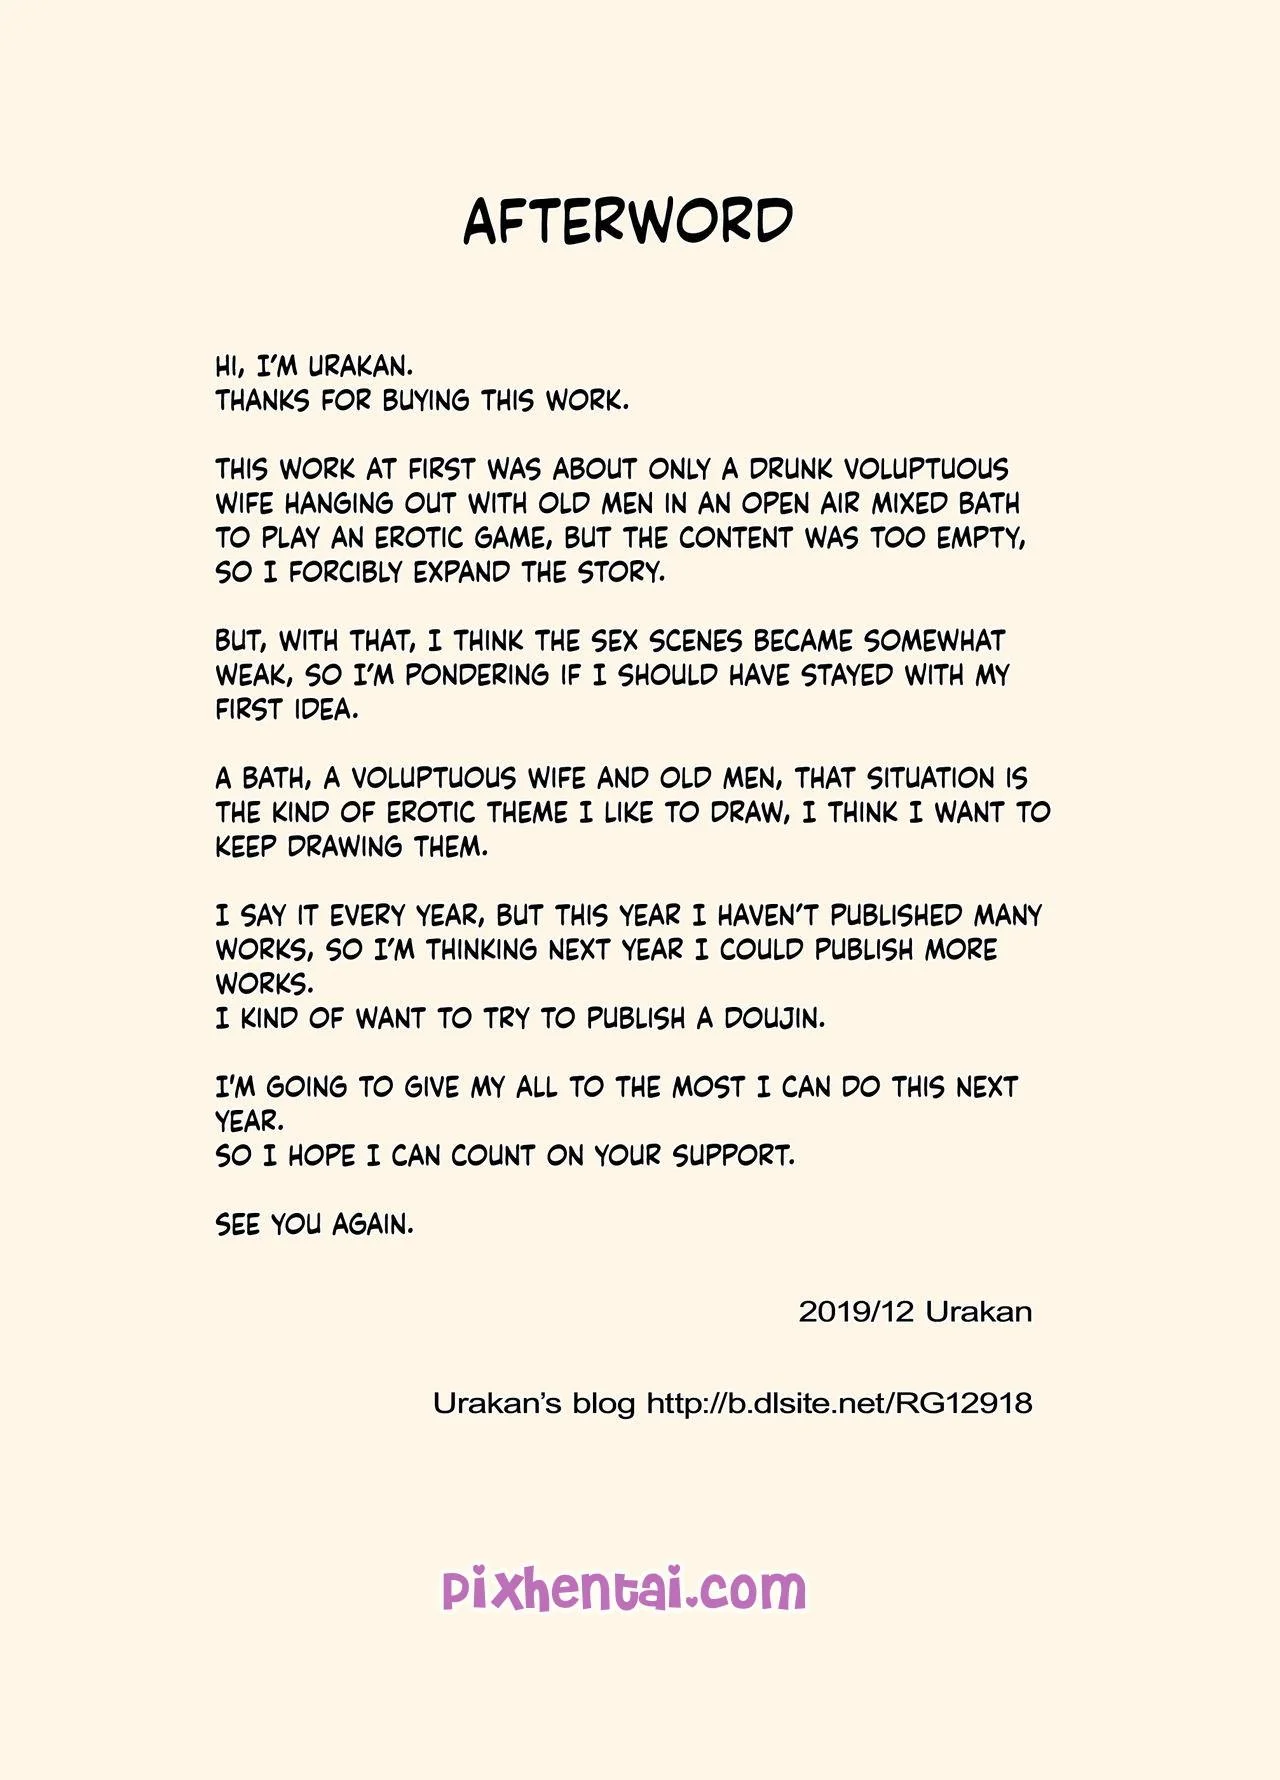 AFTERWORD
HI, I'M URAKAN.
THANKS FOR BUYING THIS WORK.
THIS WORK AT FIRST WAS ABOUT ONLY A DRUNK VOLUPTUOUS
WIFE HANGING OUT WITH OLD MEN IN AN OPEN AIR MIXED BATH
TO PLAY AN EROTIC GAME, BUT THE CONTENT WAS TOO EMPTY,
SO I FORCIBLY EXPAND THE STORY.
BUT, WITH THAT, I THINK THE SEX SCENES BECAME SOMEWHAT
WEAK, SO I'M PONDERING IF I SHOULD HAVE STAYED WITH MY
FIRST IDEA.
A BATH, A VOLUPTUOUS WIFE AND OLD MEN, THAT SITUATION IS
THE KIND OF EROTIC THEME I LIKE TO DRAW, I THINK I WANT TO
KEEP DRAWING THEM.
I SAY IT EVERY YEAR, BUT THIS YEAR I HAVEN'T PUBLISHED MANY
WORKS, SO I'M THINKING NEXT YEAR I COULD PUBLISH MORE
WORKS.
I KIND OF WANT TO TRY TO PUBLISH A DOUJIN.
I'M GOING TO GIVE MY ALL TO THE MOST I CAN DO THIS NEXT
YEAR.
SO I HOPE I CAN COUNT ON YOUR SUPPORT.
SEE YOU AGAIN.
2019/12 Urakan
Urakan's blog http://b.dlsite.net/RG12918
pixhentai.com